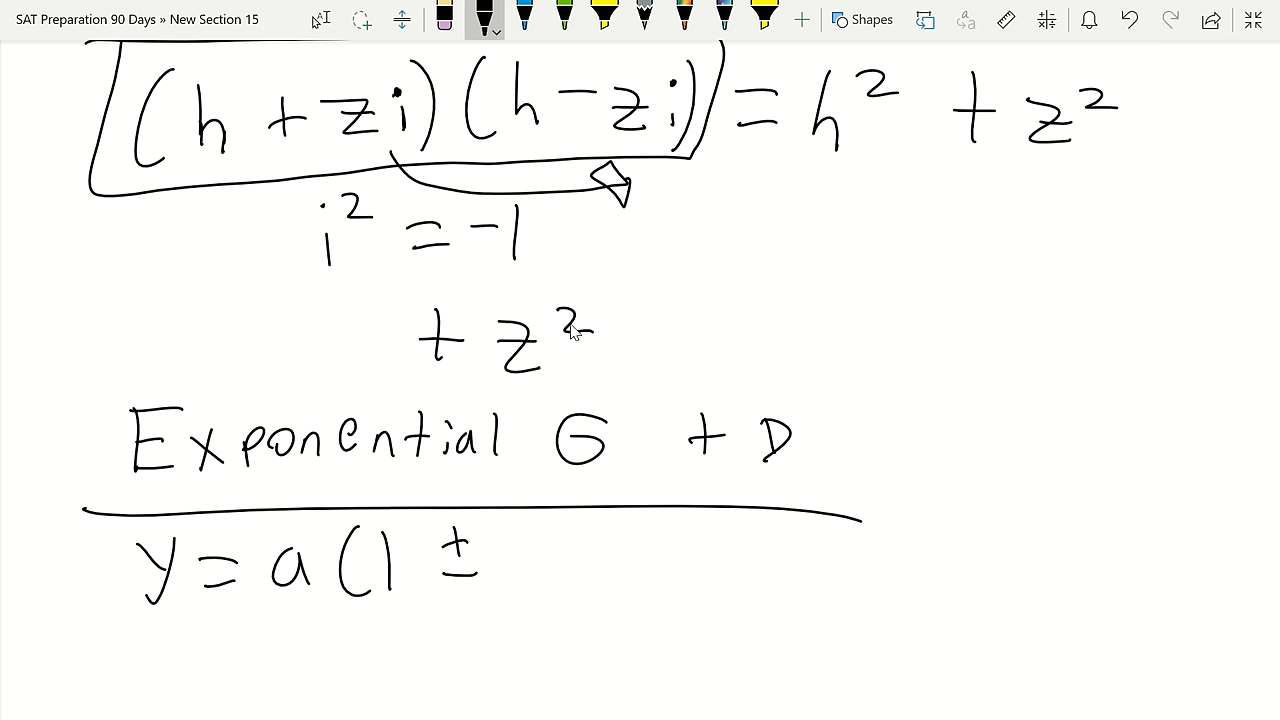 SAT Preparation 90 Days » New Section 15
Shapes
(h + zi)(h - zi) = h² + z²
i² = -1
+ z²
Exponential G + D
y = a(1 ±